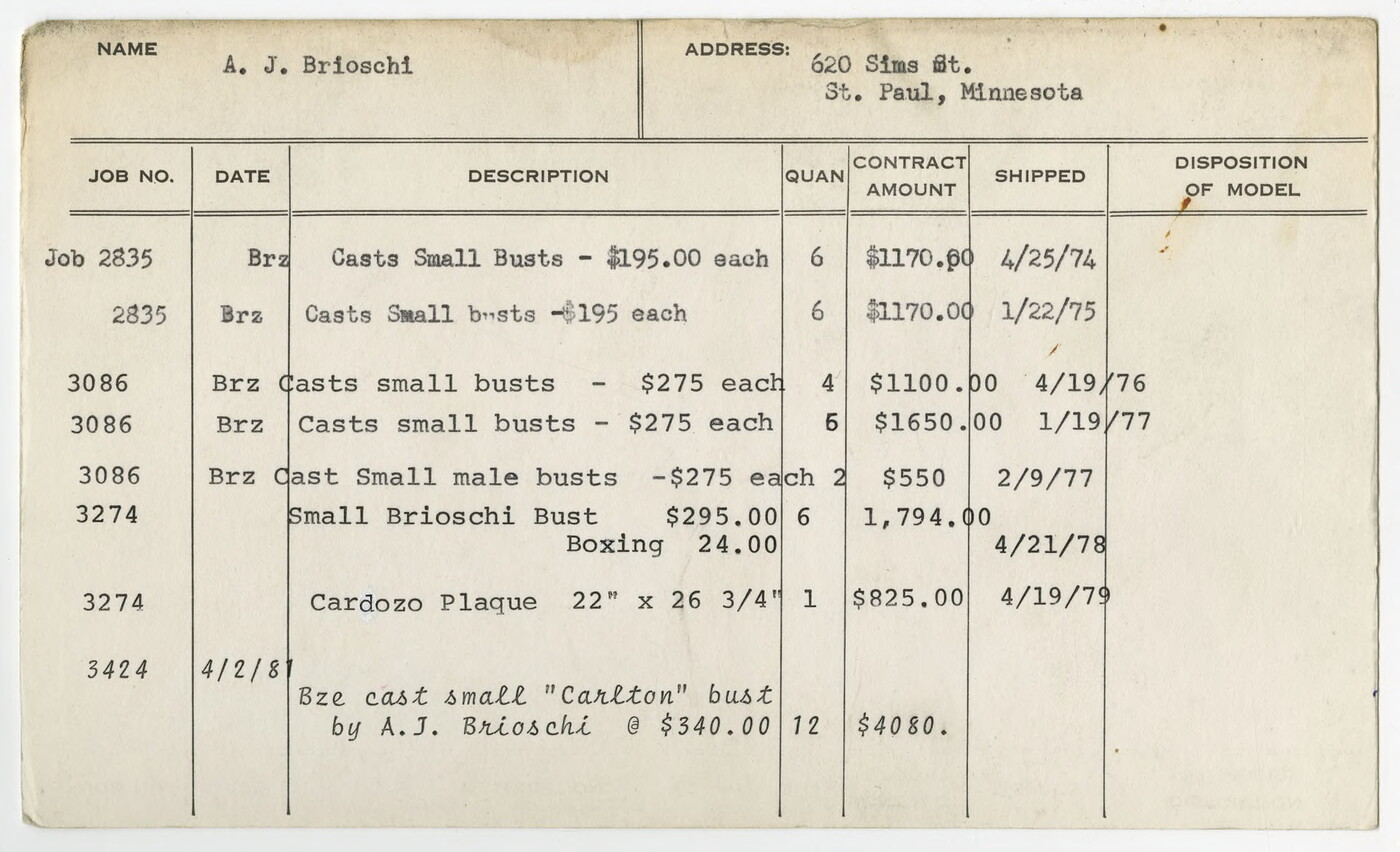 NAME A. J. Brioschi ADDRESS: 620 Sims St.
St. Paul, Minnesota
JOB NO. DATE DESCRIPTION QUAN CONTRACT AMOUNT SHIPPED DISPOSITION OF MODEL
Job 2835 Brz Casts Small Busts - $195.00 each 6 $1170.00 4/25/74
2835 Brz Casts Small busts -$195 each 6 $1170.00 1/22/75
3086 Brz Casts small busts - $275 each 4 $1100.00 4/19/76
3086 Brz Casts small busts - $275 each 6 $1650.00 1/19/77
3086 Brz Cast Small male busts -$275 each 2 $550 2/9/77
3274 Small Brioschi Bust $295.00 6 1,794.00
Boxing 24.00 4/21/78
3274 Cardozo Plaque 22" x 26 3/4" 1 $825.00 4/19/79
3424 4/2/81
Bze cast small "Carlton" bust
by A.J. Brioschi @ $340.00 12 $4080.